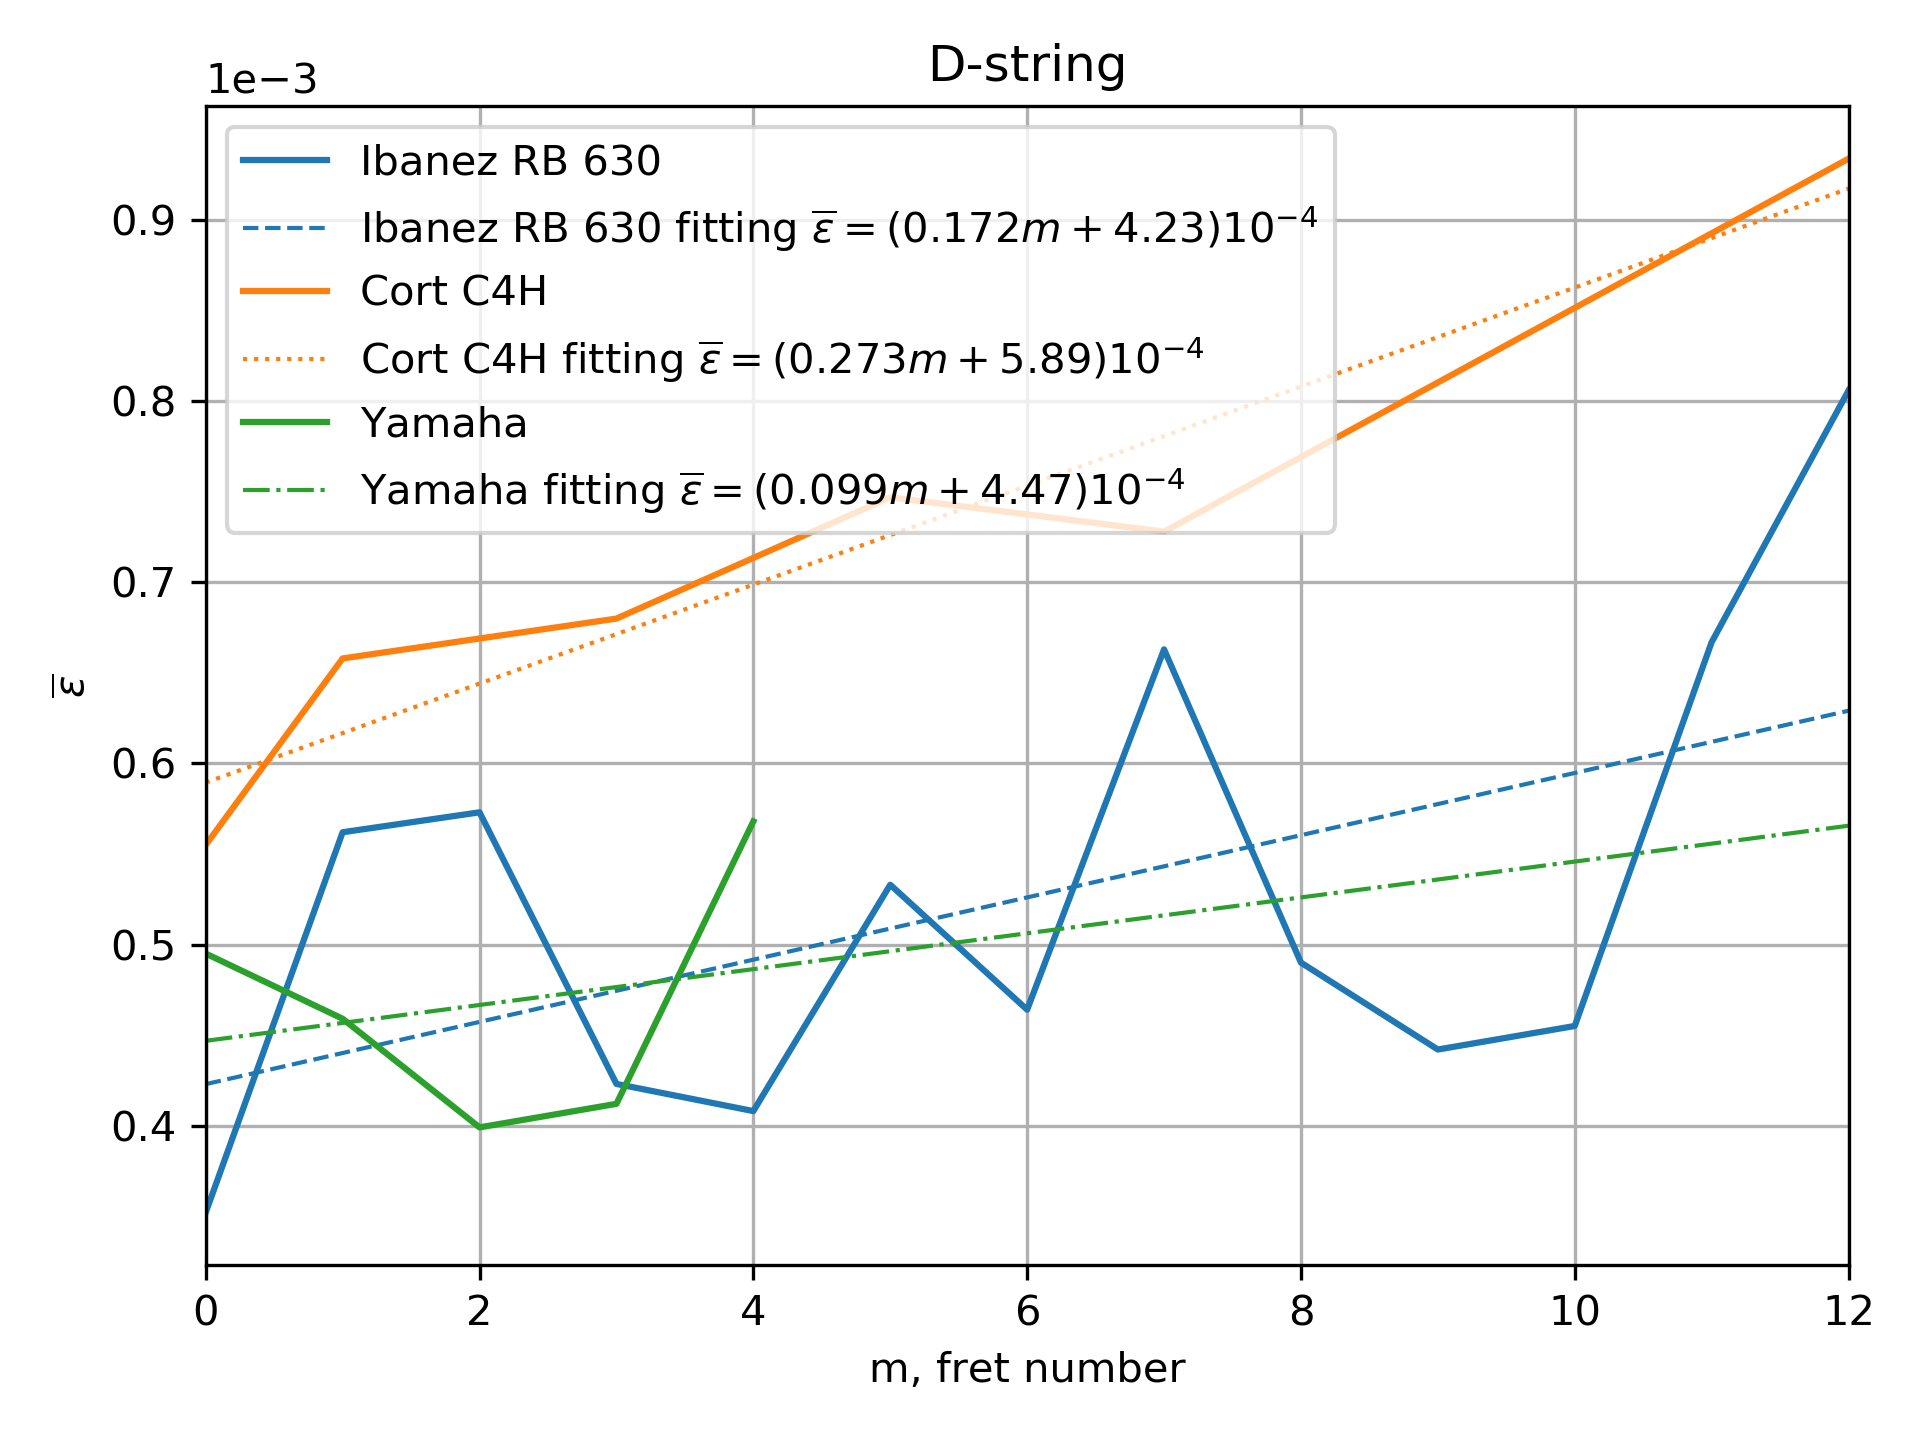 D-string
1e−3
Ibanez RB 630
Ibanez RB 630 fitting ε̅ = (0.172m + 4.23)10⁻⁴
Cort C4H
Cort C4H fitting ε̅ = (0.273m + 5.89)10⁻⁴
Yamaha
Yamaha fitting ε̅ = (0.099m + 4.47)10⁻⁴
0.9
0.8
0.7
0.6
0.5
0.4
ε̅
0 2 4 6 8 10 12
m, fret number